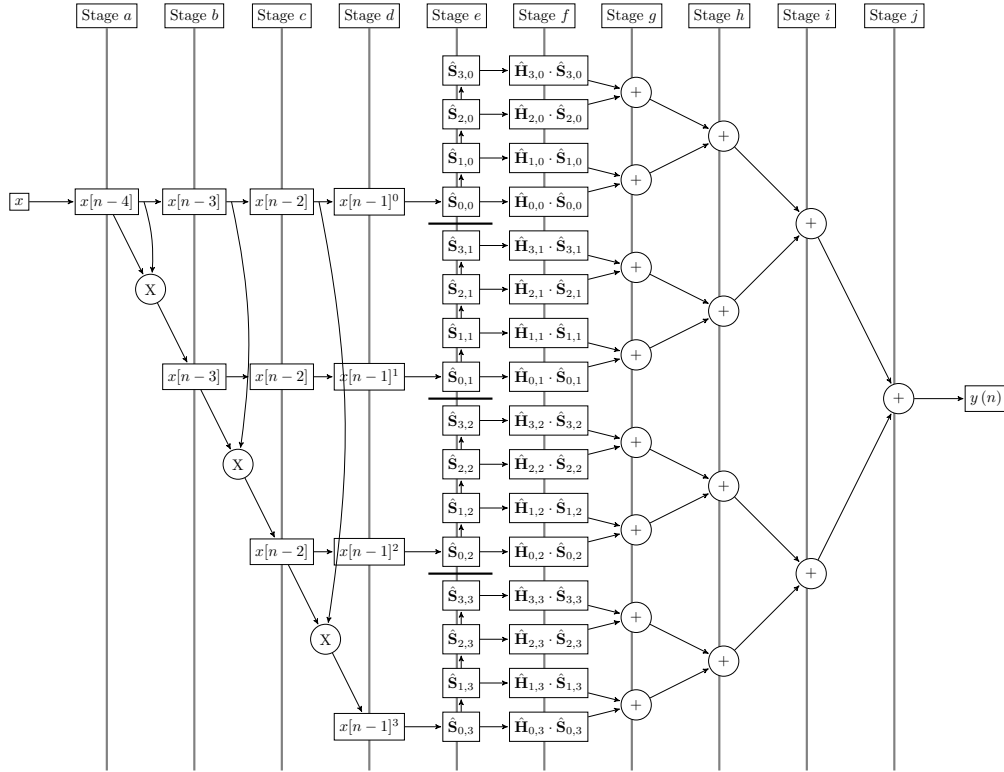 Stage a Stage b Stage c Stage d Stage e Stage f Stage g Stage h Stage i Stage j
Ŝ3,0 Ĥ3,0 · Ŝ3,0
+
Ŝ2,0 Ĥ2,0 · Ŝ2,0
+
Ŝ1,0 Ĥ1,0 · Ŝ1,0
+
x x[n − 4] x[n − 3] x[n − 2] x[n − 1]⁰ Ŝ0,0 Ĥ0,0 · Ŝ0,0
+
Ŝ3,1 Ĥ3,1 · Ŝ3,1
+
X Ŝ2,1 Ĥ2,1 · Ŝ2,1
+
Ŝ1,1 Ĥ1,1 · Ŝ1,1
+
x[n − 3] x[n − 2] x[n − 1]¹ Ŝ0,1 Ĥ0,1 · Ŝ0,1
+ y (n)
Ŝ3,2 Ĥ3,2 · Ŝ3,2
+
X Ŝ2,2 Ĥ2,2 · Ŝ2,2
+
Ŝ1,2 Ĥ1,2 · Ŝ1,2
+
x[n − 2] x[n − 1]² Ŝ0,2 Ĥ0,2 · Ŝ0,2
+
Ŝ3,3 Ĥ3,3 · Ŝ3,3
+
X Ŝ2,3 Ĥ2,3 · Ŝ2,3
+
Ŝ1,3 Ĥ1,3 · Ŝ1,3
+
x[n − 1]³ Ŝ0,3 Ĥ0,3 · Ŝ0,3